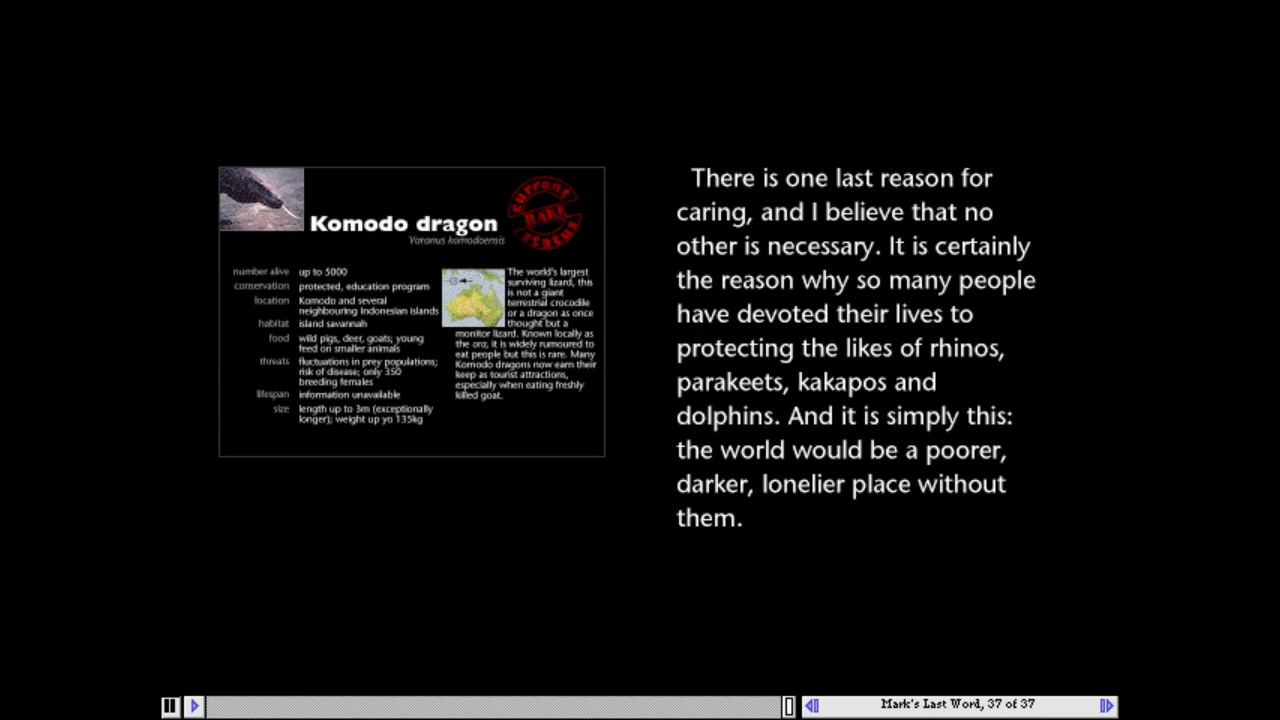 Komodo dragon
Varanus komodoensis
current
RARE
number alive up to 5000
conservation protected, education program
location Komodo and several
neighbouring Indonesian islands
habitat island savannah
food wild pigs, deer, goats; young
feed on smaller animals
threats fluctuations in prey populations;
risk of disease; only 350
breeding females
lifespan information unavailable
size length up to 3m (exceptionally
longer); weight up yo 135kg
The world's largest
surviving lizard, this
is not a giant
terrestrial crocodile
or a dragon as once
thought but a
monitor lizard. Known locally as
the ora, it is widely rumoured to
eat people but this is rare. Many
Komodo dragons now earn their
keep as tourist attractions,
especially when eating freshly
killed goat.
There is one last reason for
caring, and I believe that no
other is necessary. It is certainly
the reason why so many people
have devoted their lives to
protecting the likes of rhinos,
parakeets, kakapos and
dolphins. And it is simply this:
the world would be a poorer,
darker, lonelier place without
them.
Mark's Last Word, 37 of 37